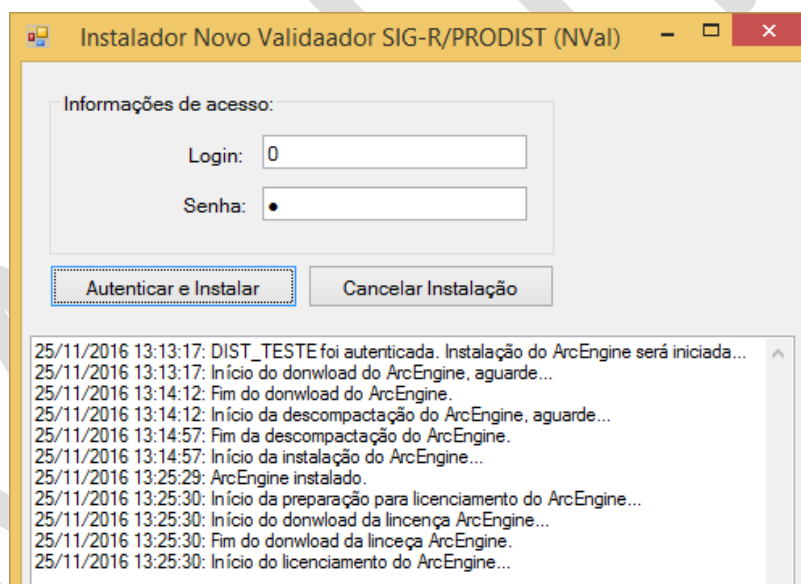 Instalador Novo Validaador SIG-R/PRODIST (NVal)
Informações de acesso:
Login: 0
Senha: ●
Autenticar e Instalar Cancelar Instalação
25/11/2016 13:13:17: DIST_TESTE foi autenticada. Instalação do ArcEngine será iniciada...
25/11/2016 13:13:17: Início do donwload do ArcEngine, aguarde...
25/11/2016 13:14:12: Fim do donwload do ArcEngine.
25/11/2016 13:14:12: Início da descompactação do ArcEngine, aguarde...
25/11/2016 13:14:57: Fim da descompactação do ArcEngine.
25/11/2016 13:14:57: Início da instalação do ArcEngine...
25/11/2016 13:25:29: ArcEngine instalado.
25/11/2016 13:25:30: Início da preparação para licenciamento do ArcEngine...
25/11/2016 13:25:30: Início do donwload da lincença ArcEngine...
25/11/2016 13:25:30: Fim do donwload da linceça ArcEngine.
25/11/2016 13:25:30: Início do licenciamento do ArcEngine...